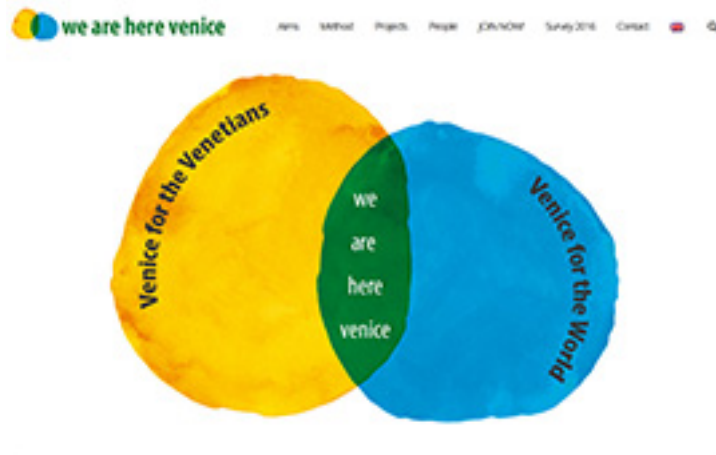 we are here venice
Aims Method Projects People JOIN NOW! Survey 2016 Contact
Venice for the Venetians
we
are
here
venice
Venice for the World